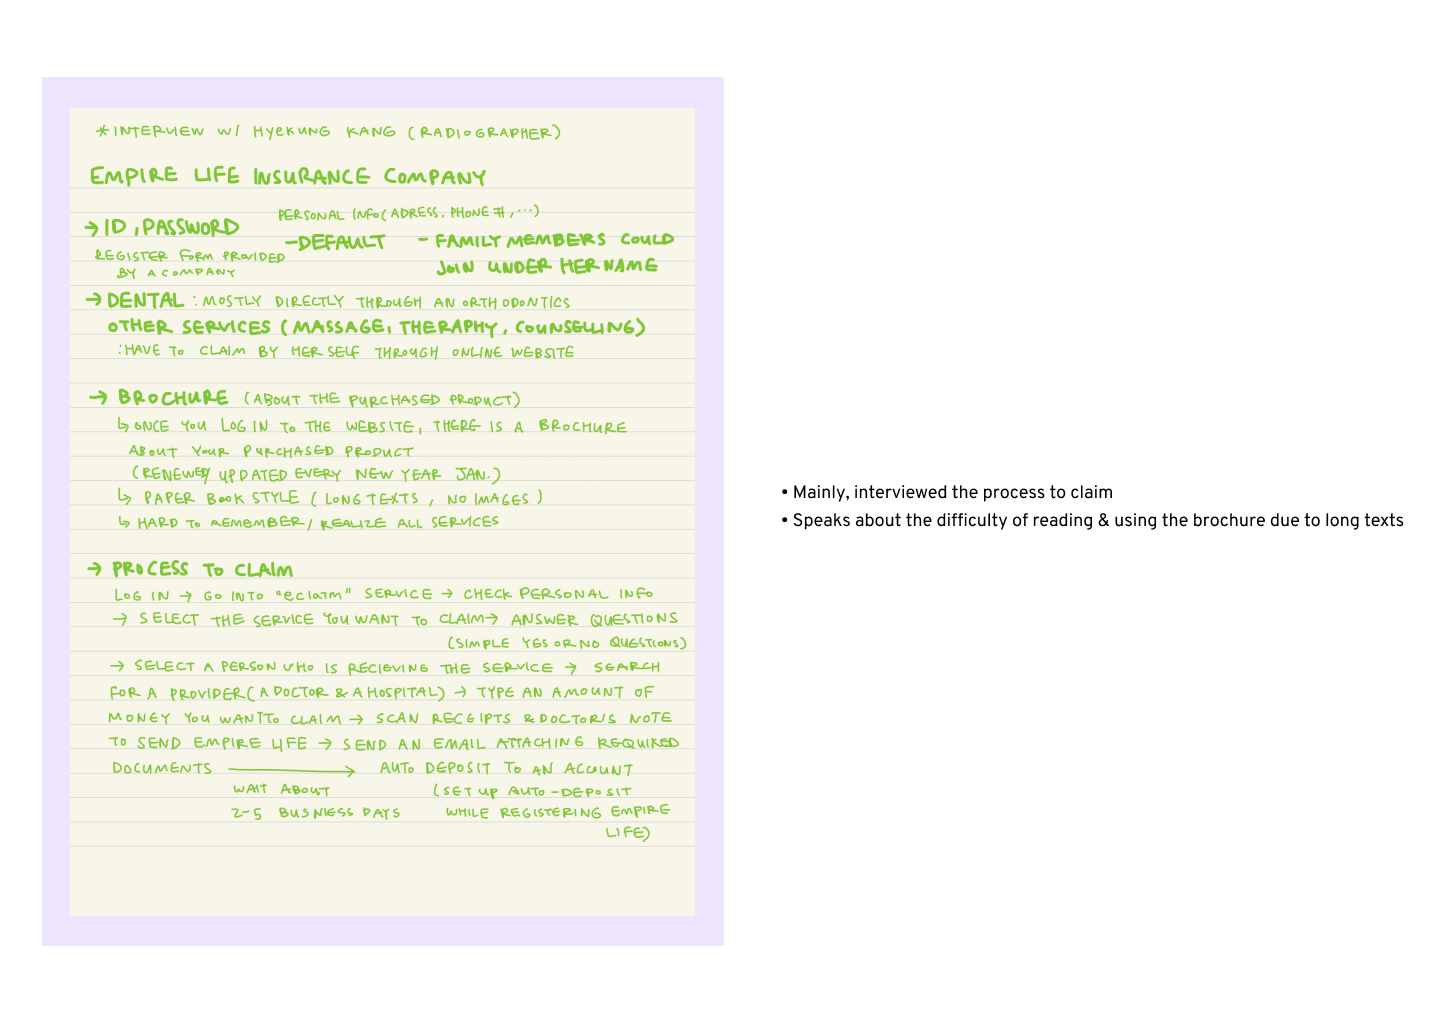 *INTERVIEW W/ HYEKUNG KANG (RADIOGRAPHER)
EMPIRE LIFE INSURANCE COMPANY
PERSONAL INFO(ADRESS, PHONE #, ...)
→ ID, PASSWORD
-DEFAULT - FAMILY MEMBERS COULD
REGISTER FORM PROVIDED
BY A COMPANY
JOIN UNDER HER NAME
→ DENTAL : MOSTLY DIRECTLY THROUGH AN ORTHODONTICS
OTHER SERVICES (MASSAGE, THERAPHY, COUNSELLING)
:HAVE TO CLAIM BY HER SELF THROUGH ONLINE WEBSITE
→ BROCHURE (ABOUT THE PURCHASED PRODUCT)
↳ ONCE YOU LOG IN TO THE WEBSITE, THERE IS A BROCHURE
ABOUT YOUR PURCHASED PRODUCT
(RENEWED/ UPDATED EVERY NEW YEAR JAN.)
↳ PAPER BOOK STYLE (LONG TEXTS, NO IMAGES)
↳ HARD TO REMEMBER/ REALIZE ALL SERVICES
→ PROCESS TO CLAIM
LOG IN → GO INTO "eclaim" SERVICE → CHECK PERSONAL INFO
→ SELECT THE SERVICE YOU WANT TO CLAIM→ ANSWER QUESTIONS
(SIMPLE YES OR NO QUESTIONS)
→ SELECT A PERSON WHO IS RECIEVING THE SERVICE → SEARCH
FOR A PROVIDER(A DOCTOR & A HOSPITAL) → TYPE AN AMOUNT OF
MONEY YOU WANT TO CLAIM → SCAN RECEIPTS & DOCTOR'S NOTE
TO SEND EMPIRE LIFE → SEND AN EMAIL ATTACHING REQUIRED
DOCUMENTS → AUTO DEPOSIT TO AN ACCOUNT
WAIT ABOUT (SET UP AUTO-DEPOSIT
2-5 BUSNIESS DAYS WHILE REGISTERING EMPIRE
LIFE)
• Mainly, interviewed the process to claim
• Speaks about the difficulty of reading & using the brochure due to long texts